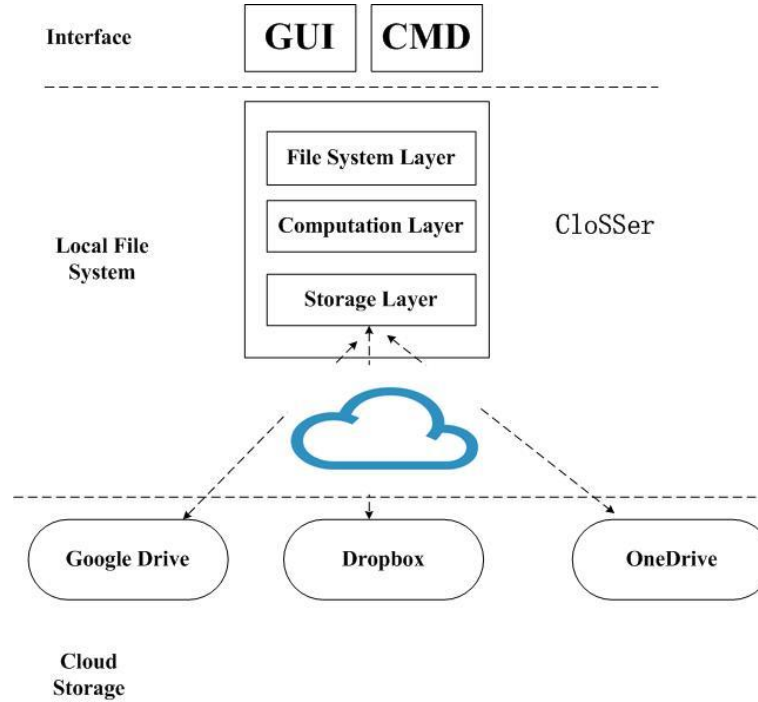 Interface
GUI
CMD
File System Layer
Computation Layer
Storage Layer
Local File
System
CloSSer
Google Drive
Dropbox
OneDrive
Cloud
Storage